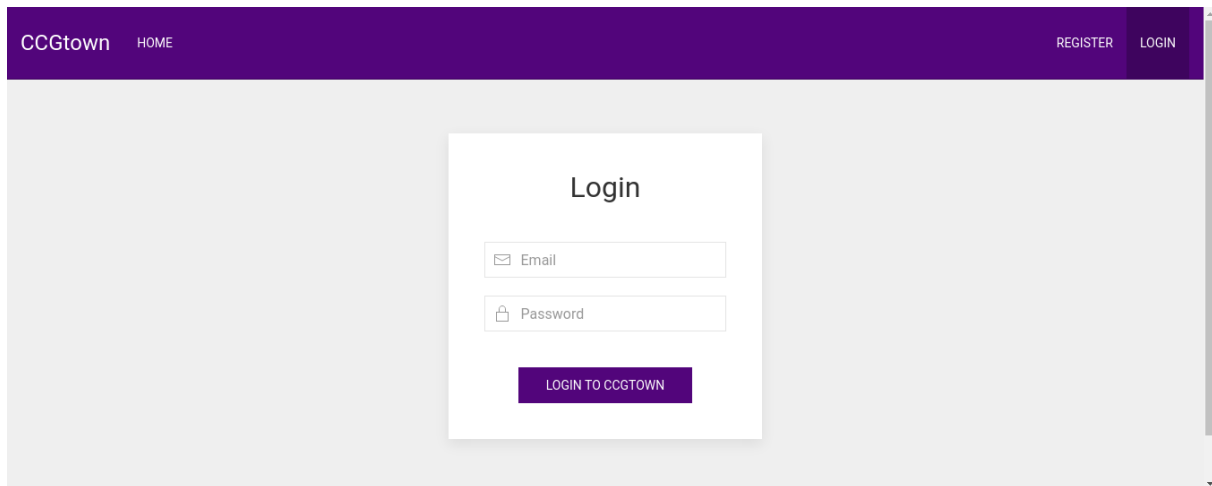 CCGtown HOME REGISTER LOGIN
Login
Email
Password
LOGIN TO CCGTOWN